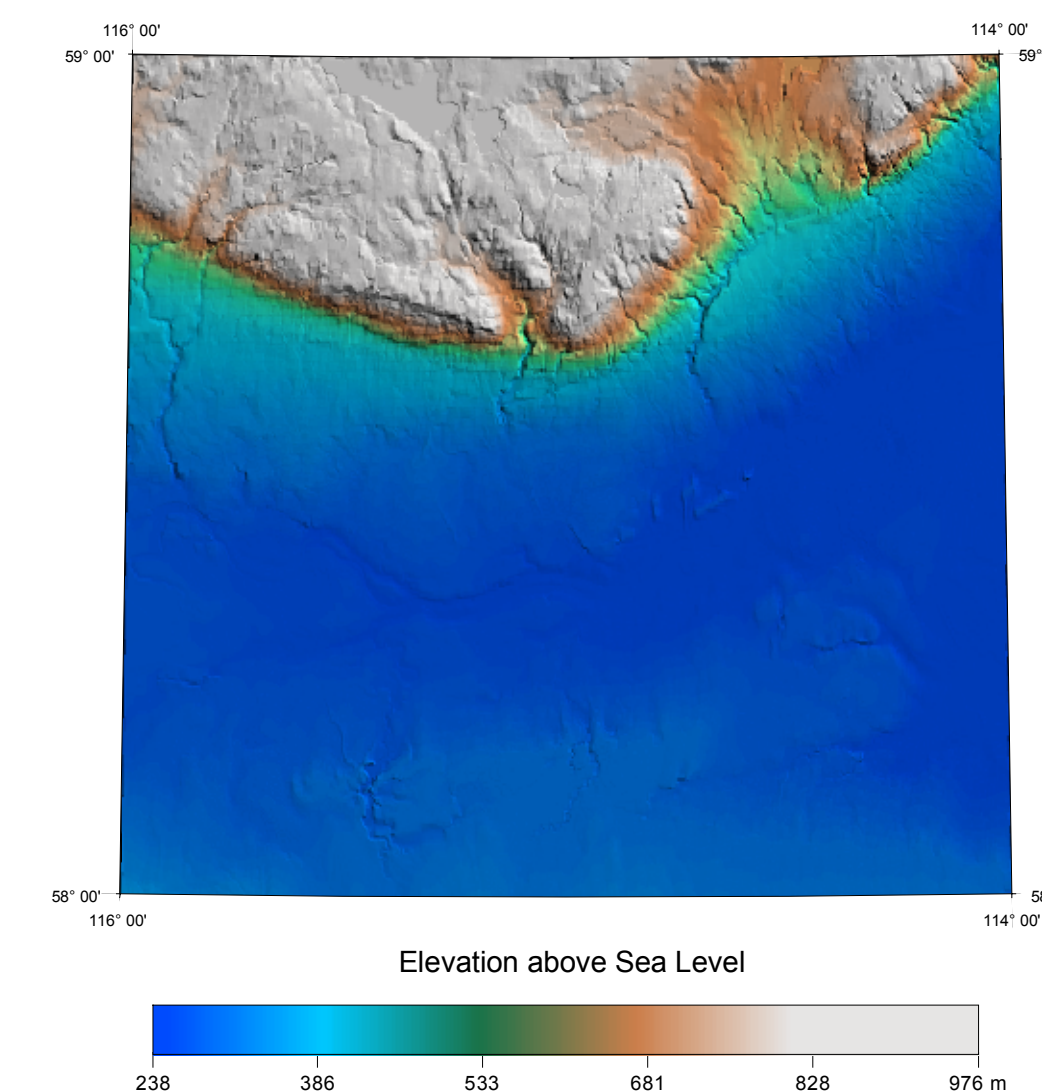 116° 00' 114° 00'
59° 00' 59°
58° 00' 58
116° 00' 114° 00'
Elevation above Sea Level
238 386 533 681 828 976 m